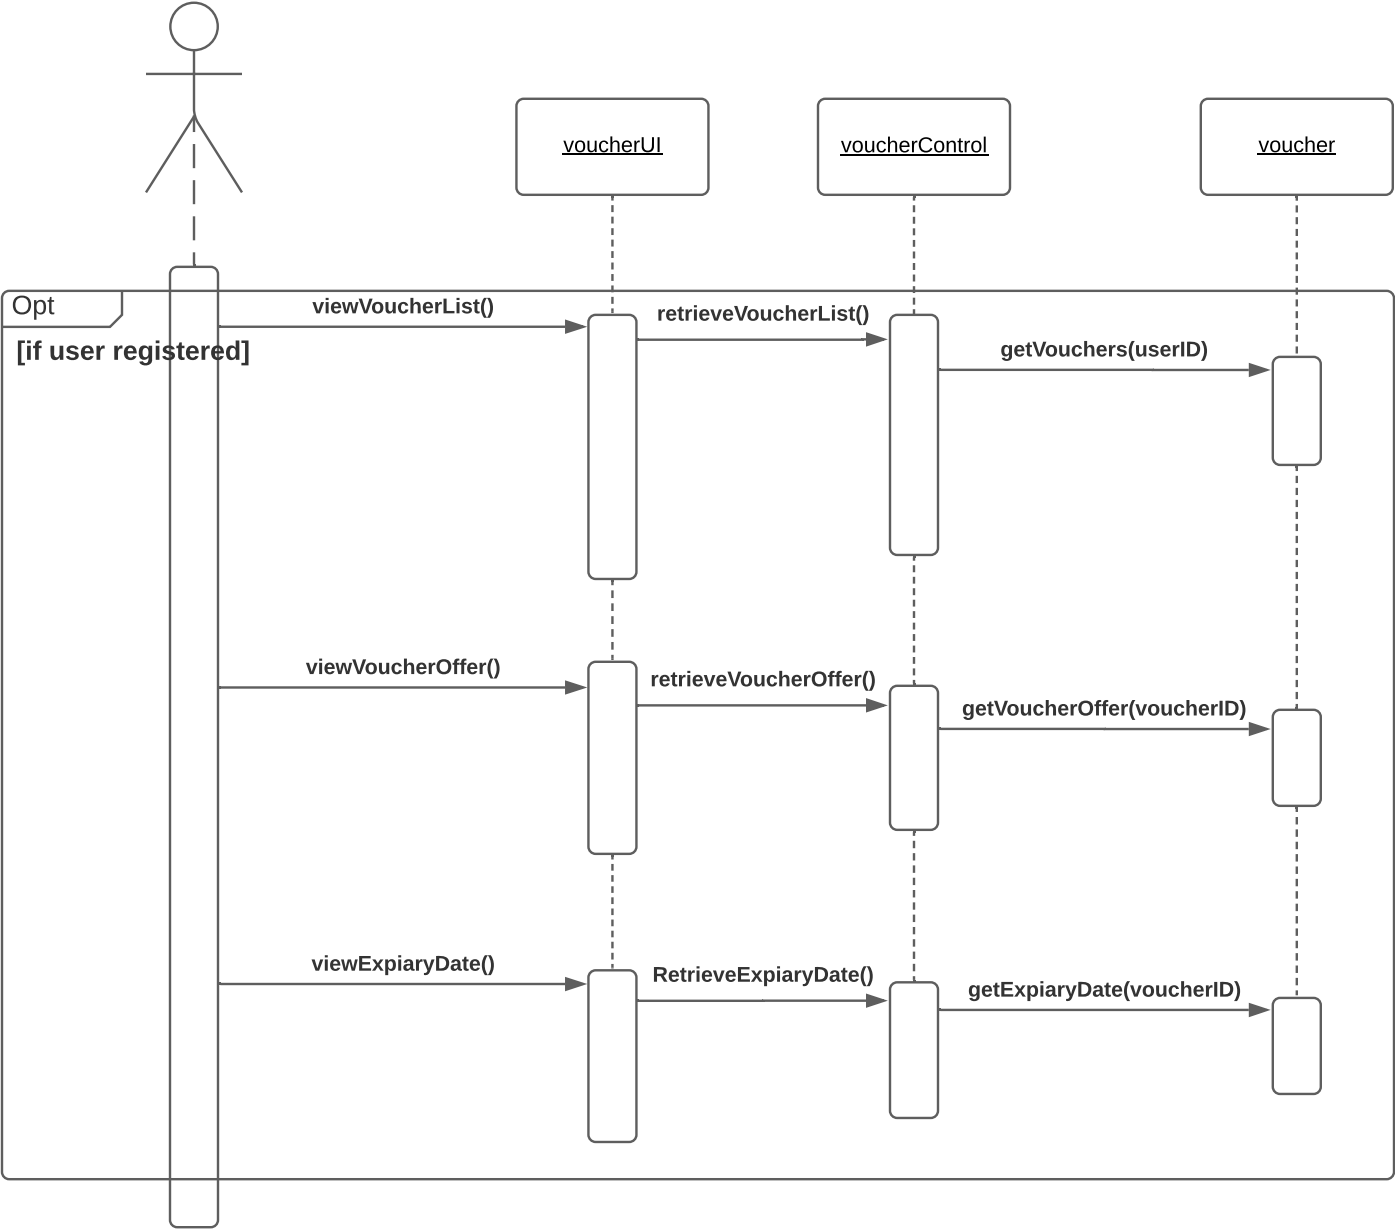 voucherUI
voucherControl
voucher
Opt
viewVoucherList()
retrieveVoucherList()
[if user registered]
getVouchers(userID)
viewVoucherOffer()
retrieveVoucherOffer()
getVoucherOffer(voucherID)
viewExpiaryDate()
RetrieveExpiaryDate()
getExpiaryDate(voucherID)